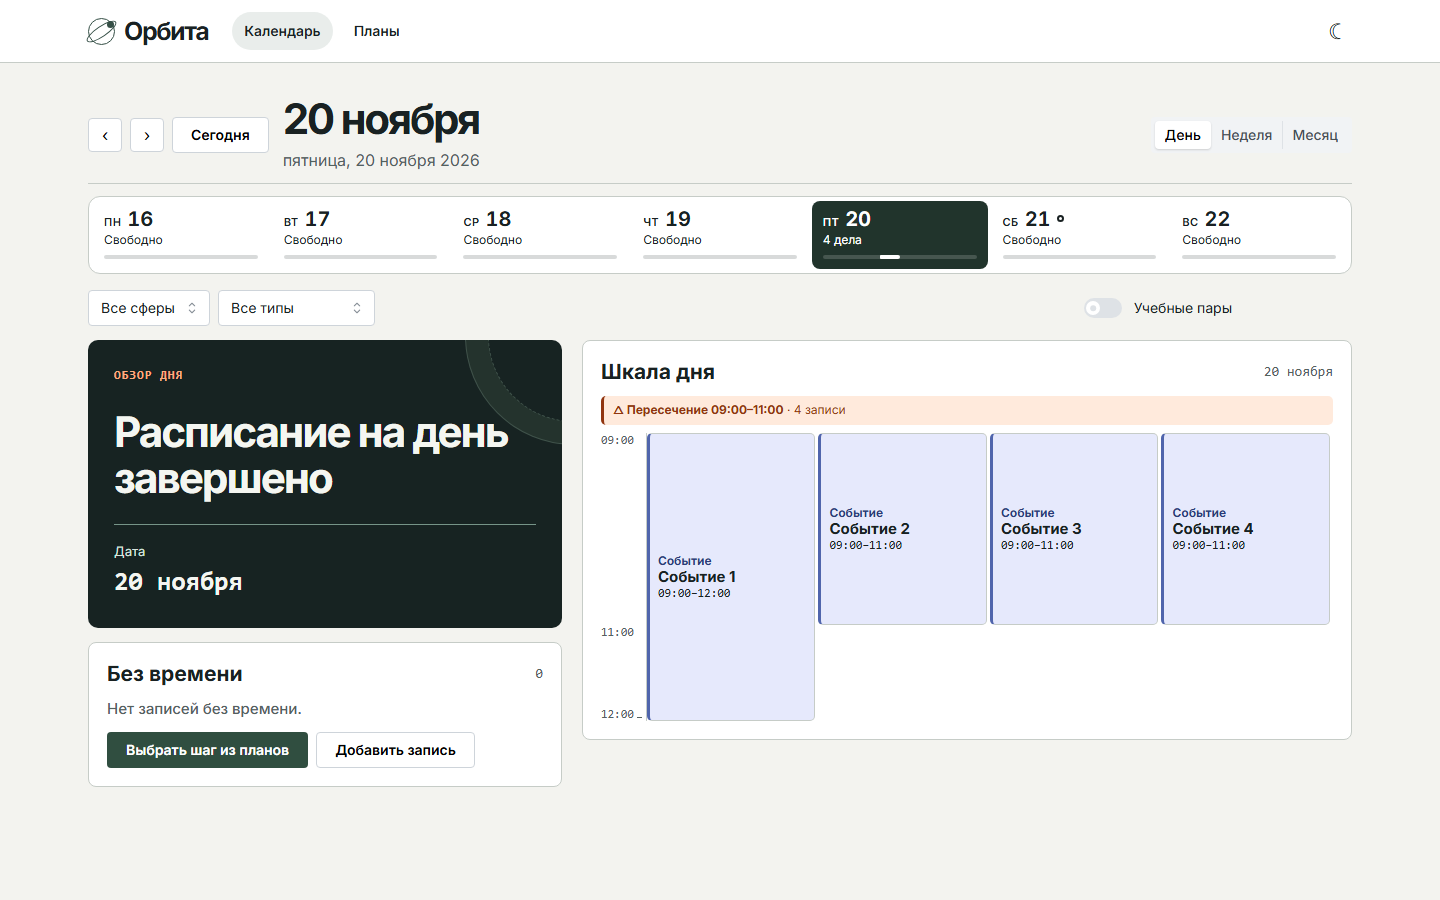 Орбита
Календарь
Планы
‹
›
Сегодня
20 ноября
пятница, 20 ноября 2026
День
Неделя
Месяц
ПН 16
Свободно
ВТ 17
Свободно
СР 18
Свободно
ЧТ 19
Свободно
ПТ 20
4 дела
СБ 21
Свободно
ВС 22
Свободно
Все сферы
Все типы
Учебные пары
ОБЗОР ДНЯ
Расписание на день
завершено
Дата
20 ноября
Без времени
0
Нет записей без времени.
Выбрать шаг из планов
Добавить запись
Шкала дня
20 ноября
△ Пересечение 09:00–11:00 · 4 записи
09:00
11:00
12:00
Событие
Событие 1
09:00–12:00
Событие
Событие 2
09:00–11:00
Событие
Событие 3
09:00–11:00
Событие
Событие 4
09:00–11:00